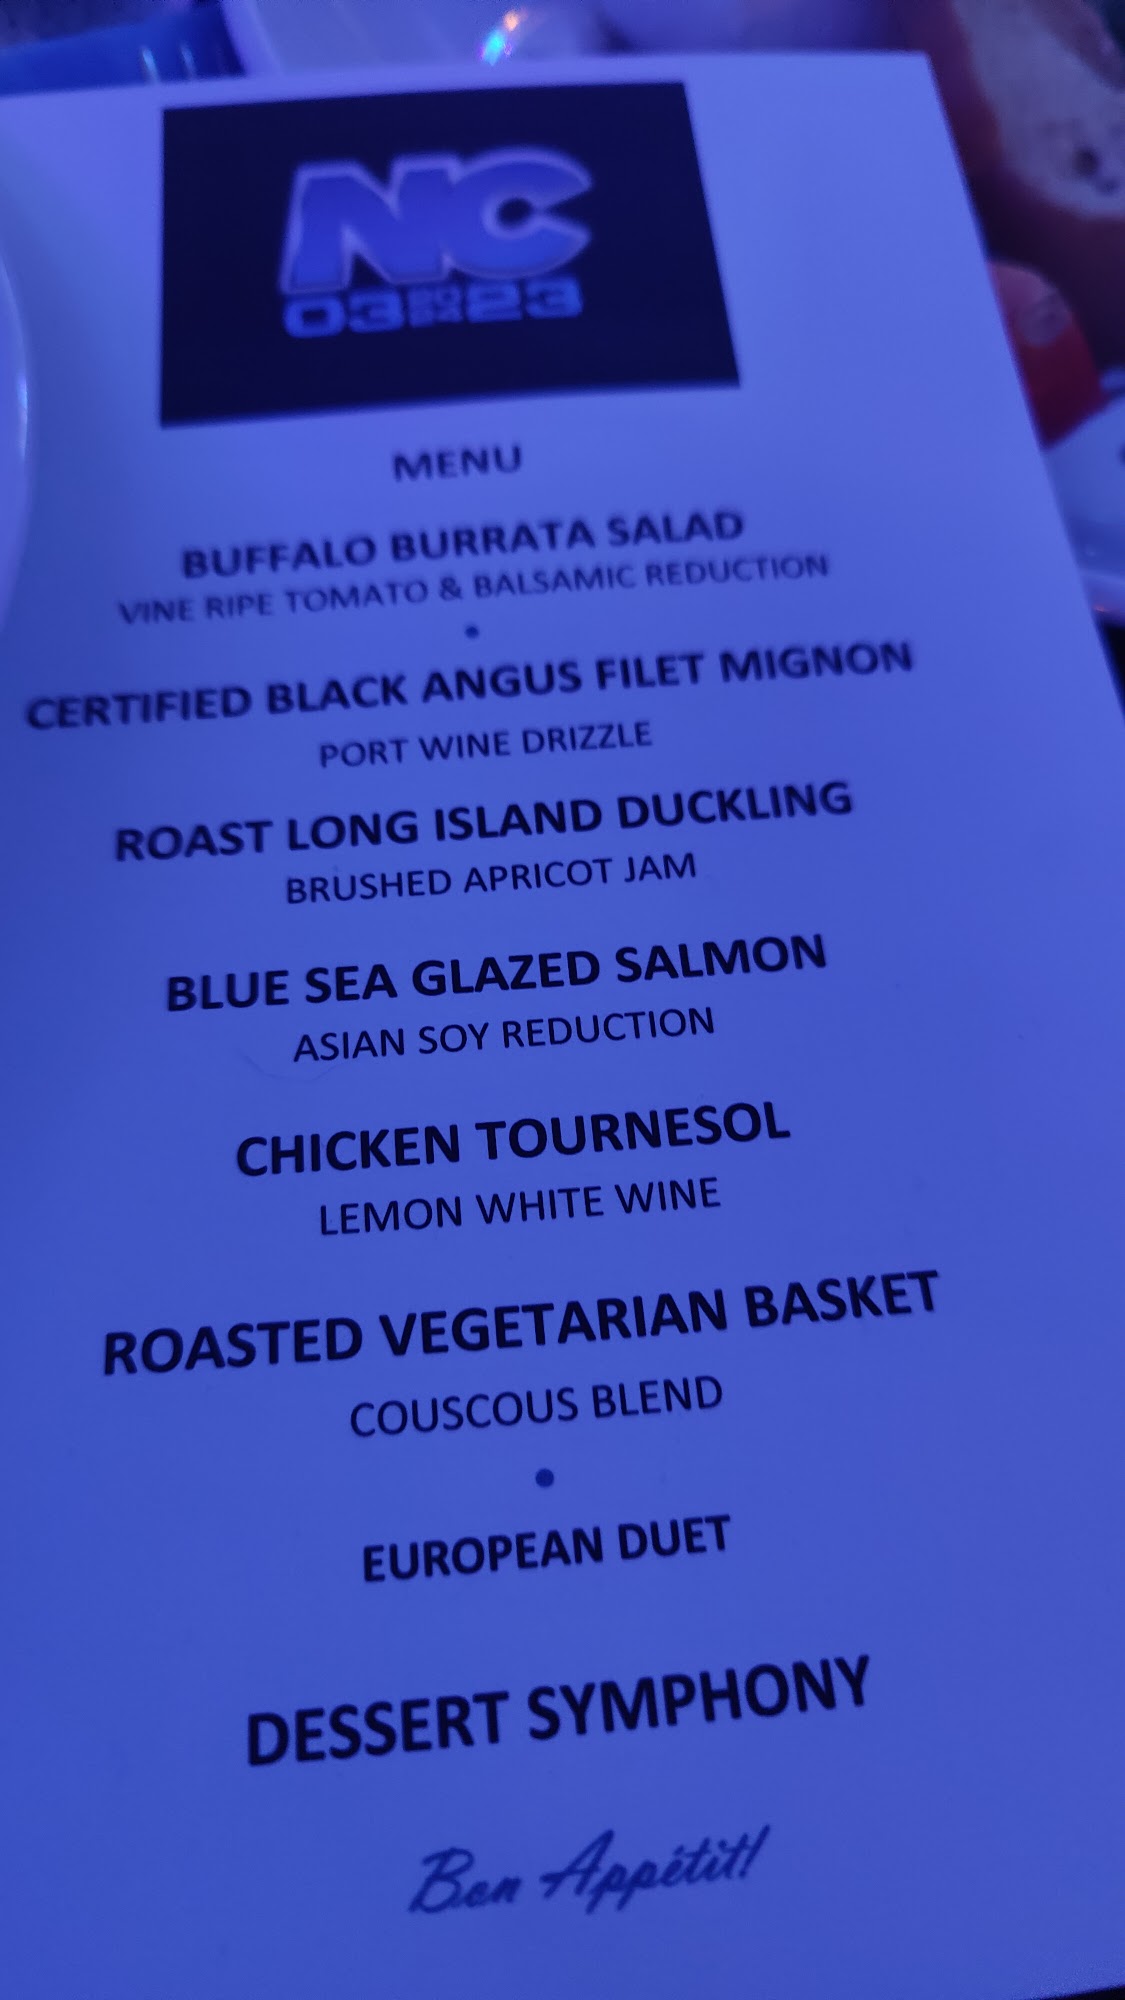 NC
03 20 24 23
MENU
BUFFALO BURRATA SALAD
VINE RIPE TOMATO & BALSAMIC REDUCTION
•
CERTIFIED BLACK ANGUS FILET MIGNON
PORT WINE DRIZZLE
ROAST LONG ISLAND DUCKLING
BRUSHED APRICOT JAM
BLUE SEA GLAZED SALMON
ASIAN SOY REDUCTION
CHICKEN TOURNESOL
LEMON WHITE WINE
ROASTED VEGETARIAN BASKET
COUSCOUS BLEND
•
EUROPEAN DUET
DESSERT SYMPHONY
Bon Appétit!